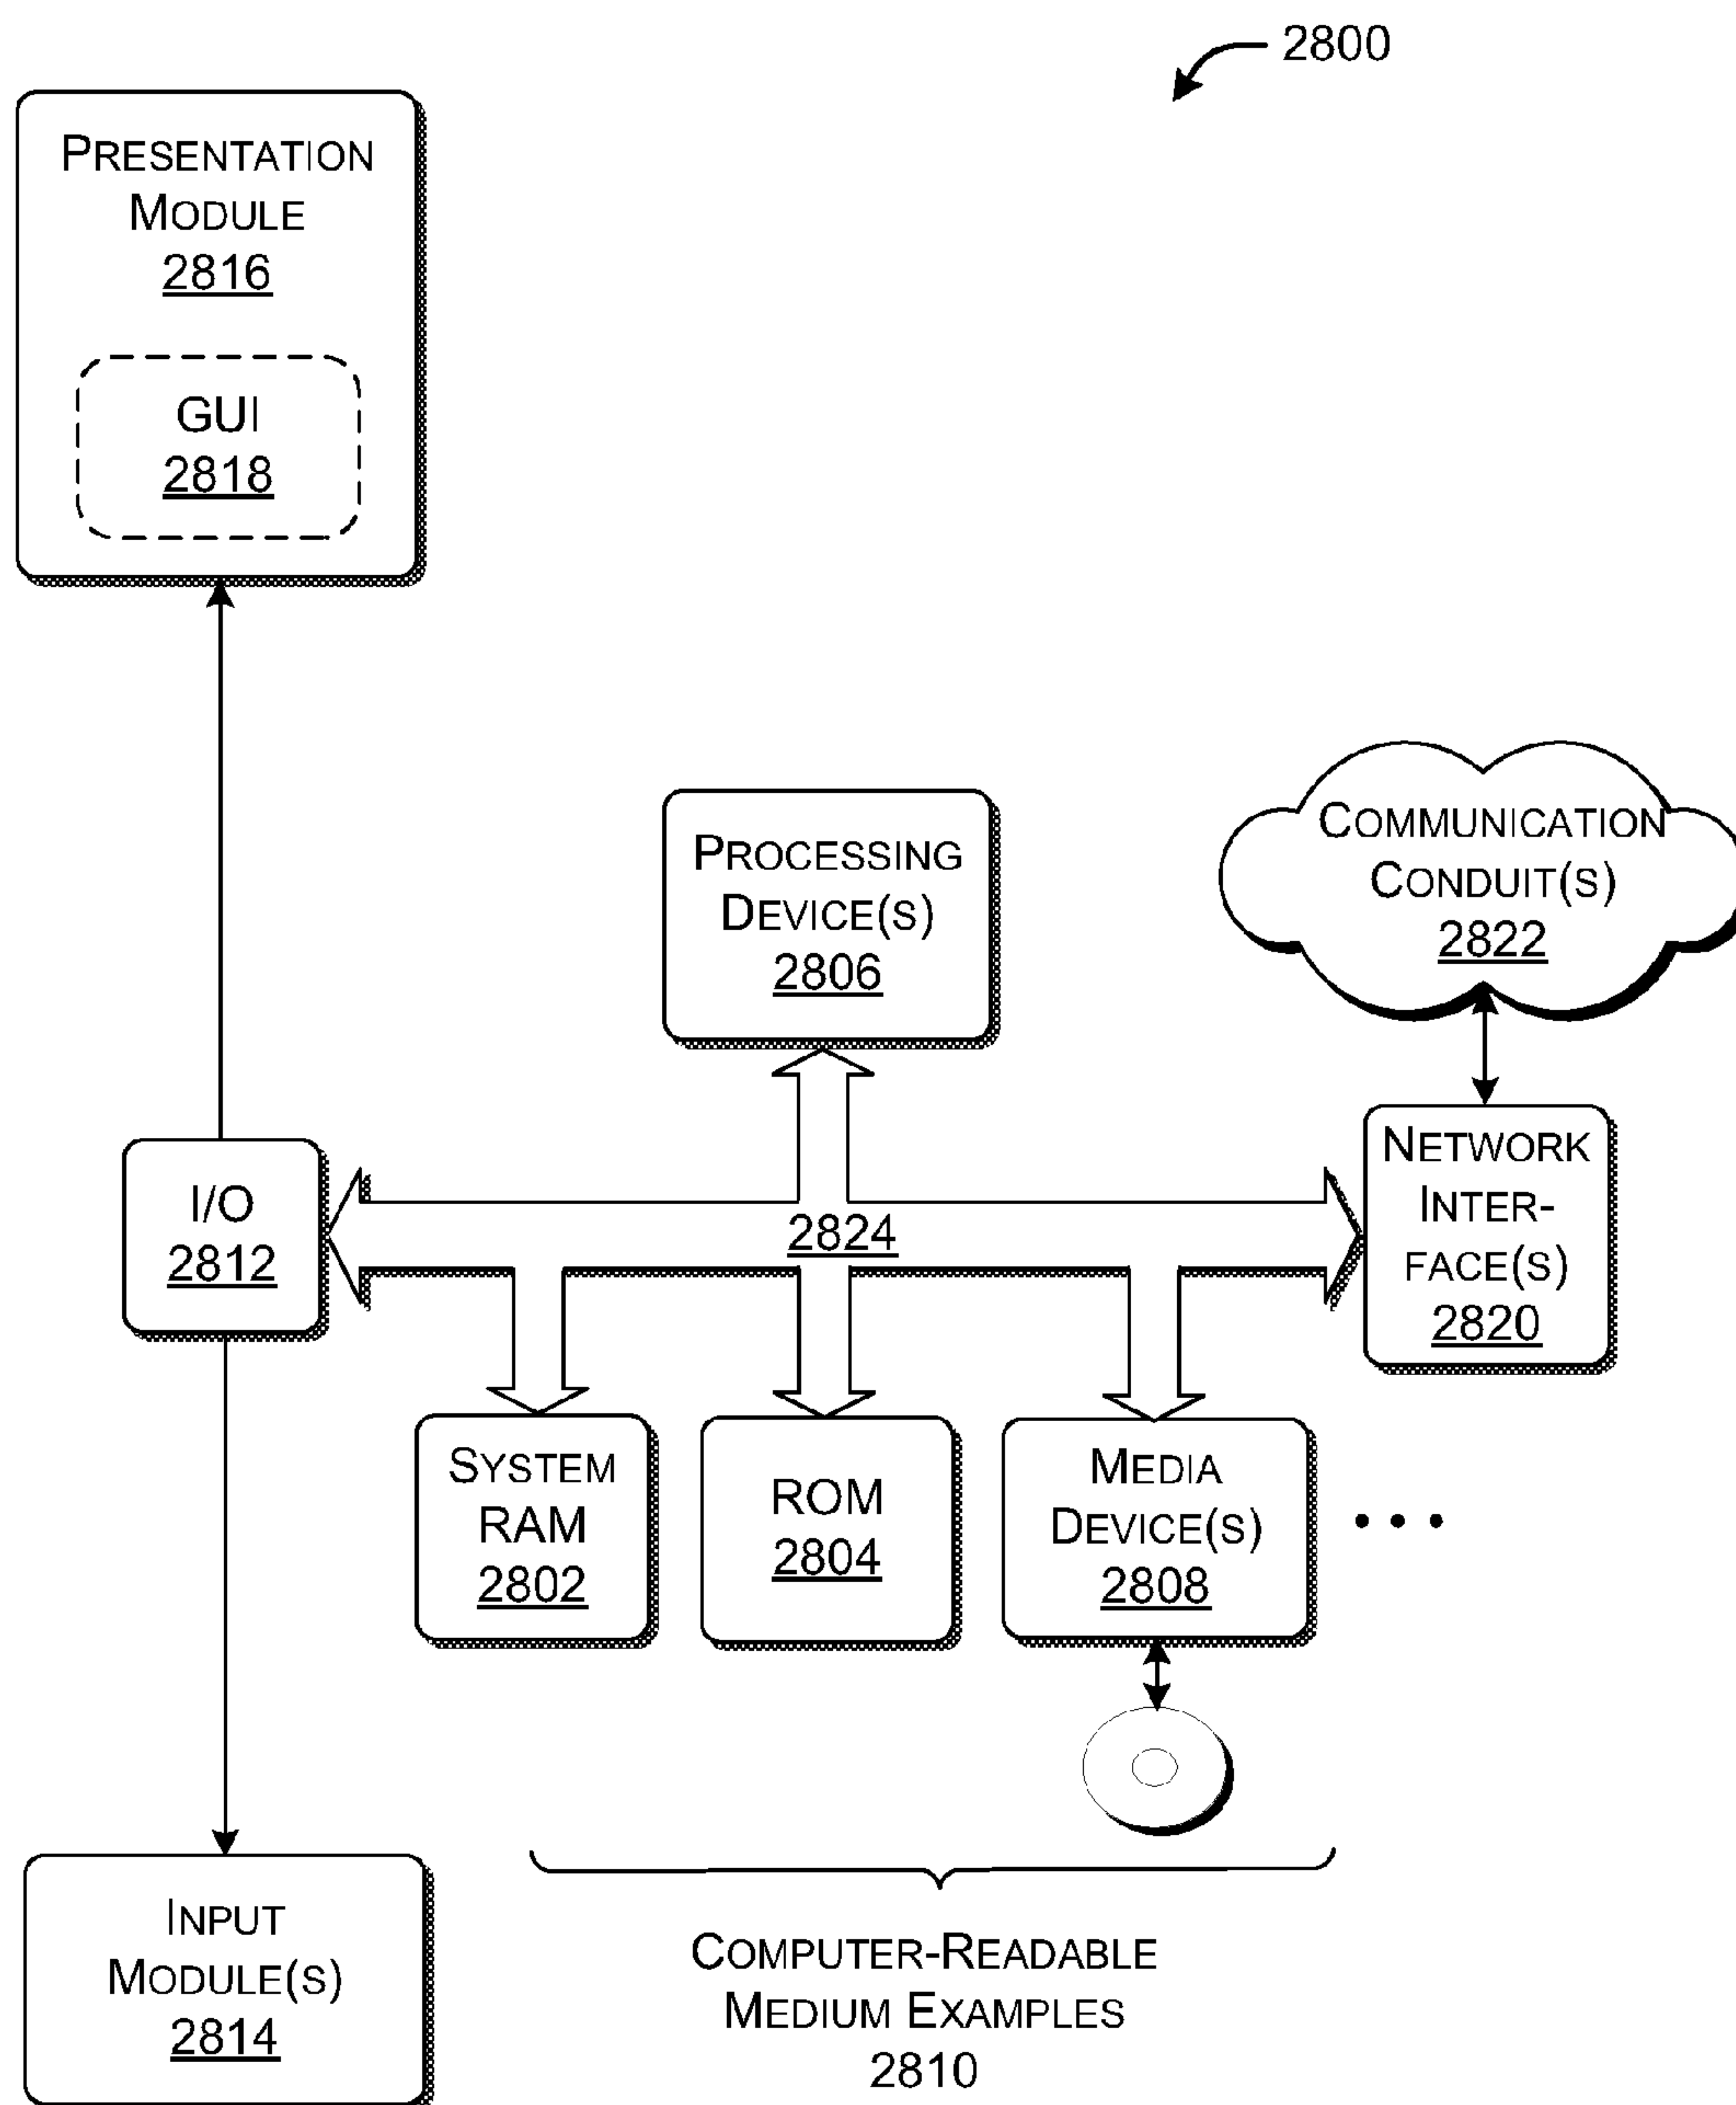 2800
PRESENTATION
MODULE
2816
GUI
2818
COMMUNICATION
CONDUIT(S)
2822
PROCESSING
DEVICE(S)
2806
NETWORK
INTER-
FACE(S)
2820
I/O
2812
2824
SYSTEM
RAM
2802
ROM
2804
MEDIA
DEVICE(S)
2808
• • •
INPUT
MODULE(S)
2814
COMPUTER-READABLE
MEDIUM EXAMPLES
2810